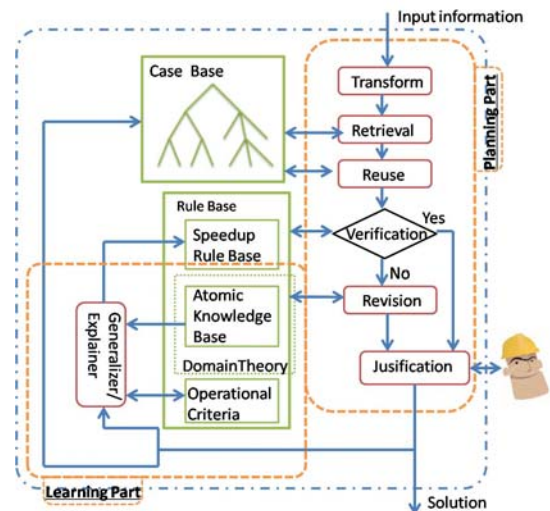 Input information
Case Base
Transform
Planning Part
Retrieval
Reuse
Rule Base
Speedup
Rule Base
Verification
Yes
No
Atomic
Knowledge
Base
Revision
Generalizer/
Explainer
DomainTheory
Jusification
Operational
Criteria
Learning Part
Solution